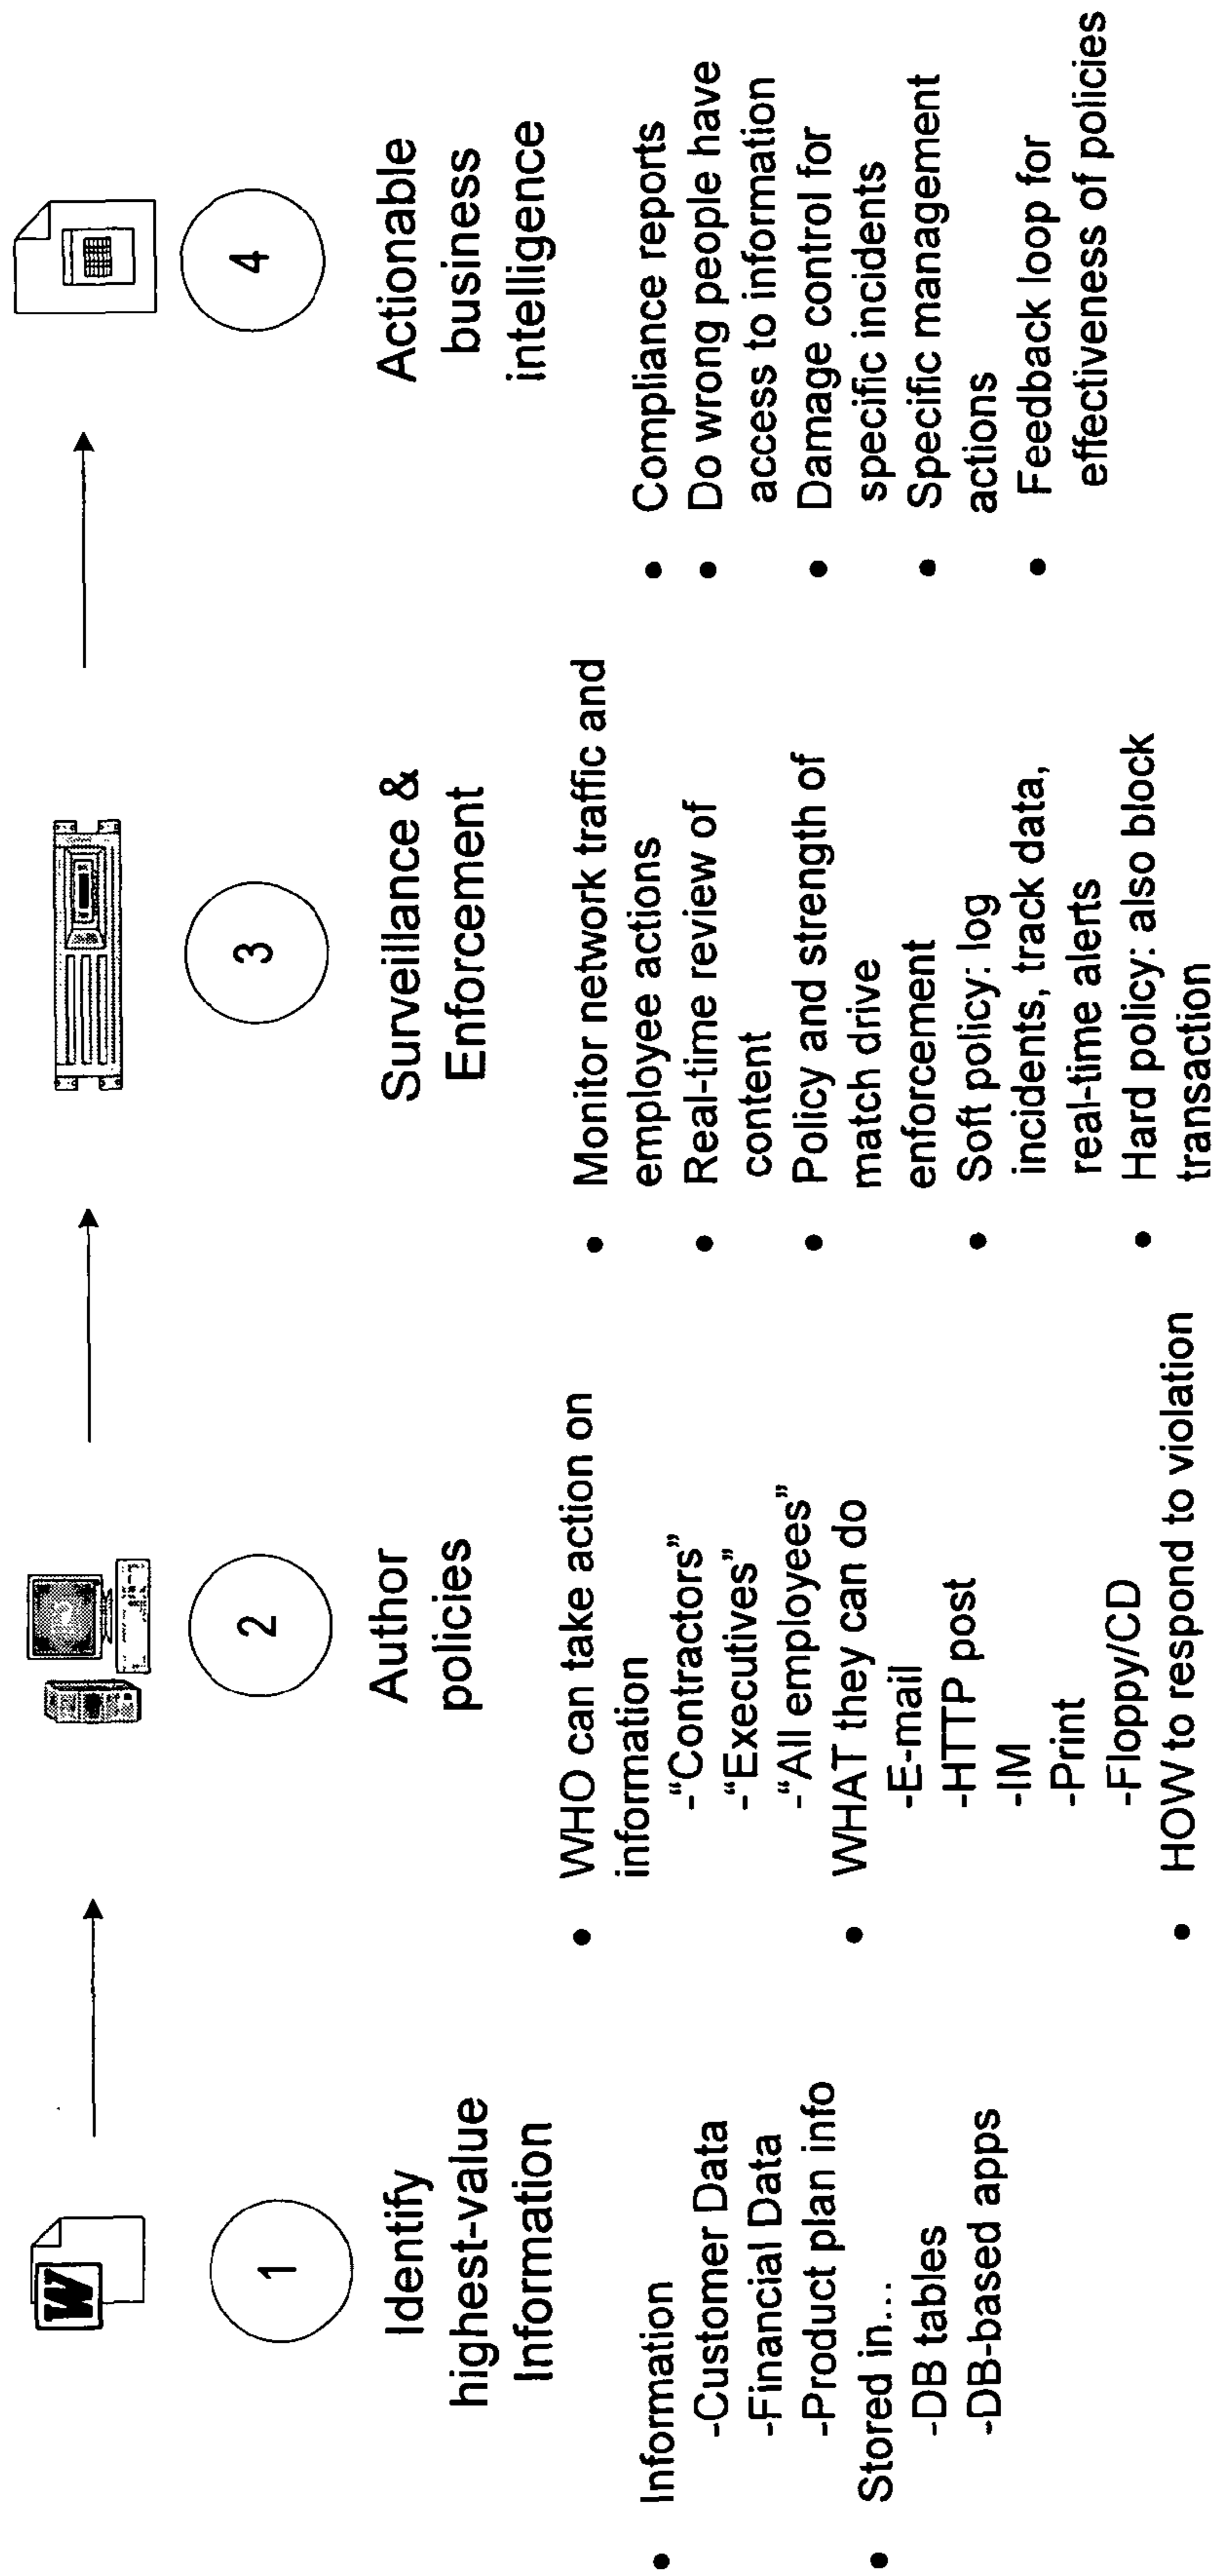 W
1
Identify
highest-value
Information
• Information
-Customer Data
-Financial Data
-Product plan info
• Stored in...
-DB tables
-DB-based apps
2
Author
policies
• WHO can take action on
information
-“Contractors”
-“Executives”
-“All employees”
• WHAT they can do
-E-mail
-HTTP post
-IM
-Print
-Floppy/CD
• HOW to respond to violation
3
Surveillance &
Enforcement
• Monitor network traffic and
employee actions
• Real-time review of
content
• Policy and strength of
match drive
enforcement
• Soft policy: log
incidents, track data,
real-time alerts
• Hard policy: also block
transaction
4
Actionable
business
intelligence
• Compliance reports
• Do wrong people have
access to information
• Damage control for
specific incidents
• Specific management
actions
• Feedback loop for
effectiveness of policies